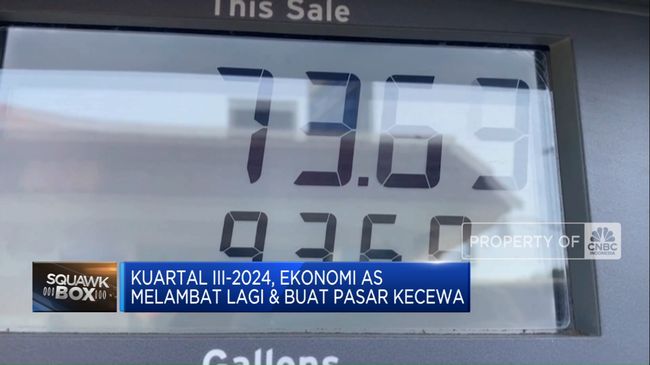 This Sale
73.63
PROPERTY OF CNBC
INDONESIA
SQUAWK
BOX
KUARTAL III-2024, EKONOMI AS
MELAMBAT LAGI & BUAT PASAR KECEWA
Gallons